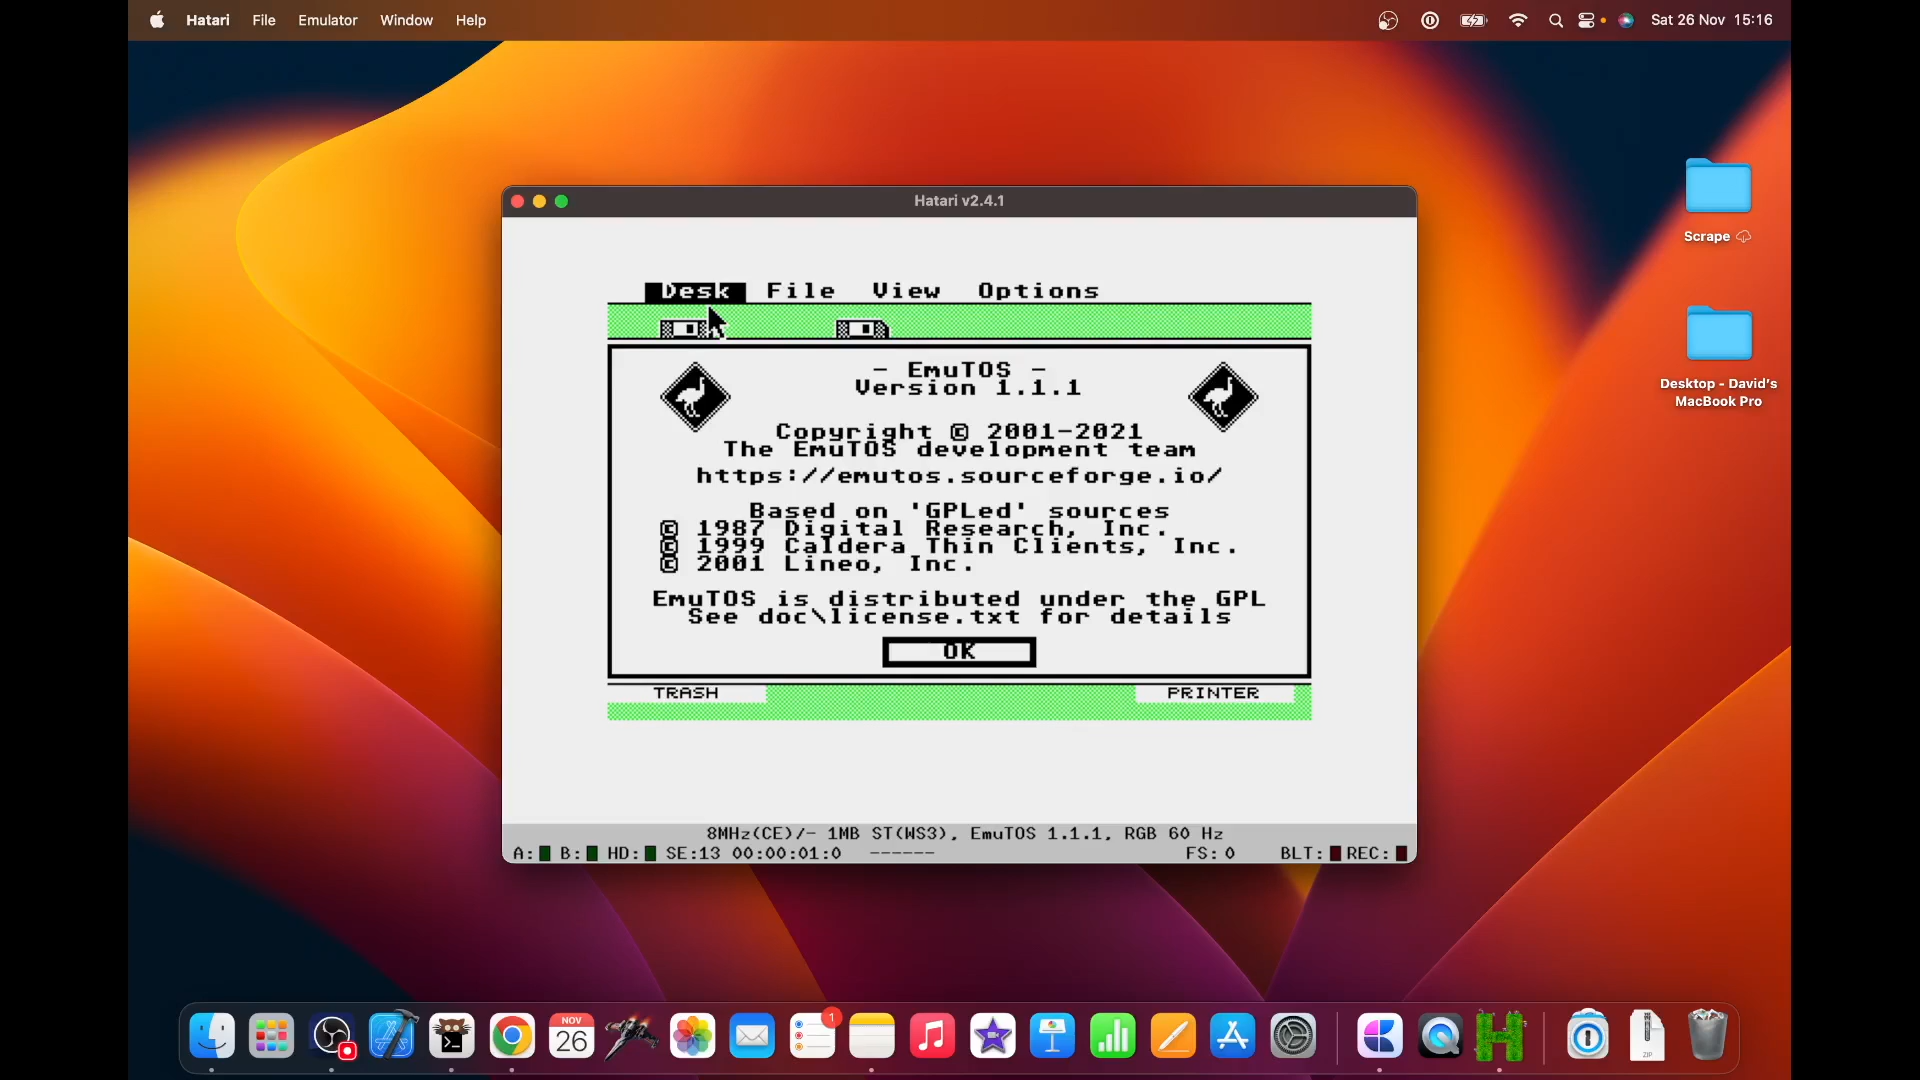 Hatari File Emulator Window Help
Sat 26 Nov 15:16
Hatari v2.4.1
Desk File View Options
- EmuTOS -
Version 1.1.1
Copyright © 2001-2021
The EmuTOS development team
https://emutos.sourceforge.io/
Based on 'GPLed' sources
© 1987 Digital Research, Inc.
© 1999 Caldera Thin Clients, Inc.
© 2001 Lineo, Inc.
EmuTOS is distributed under the GPL
See doc\license.txt for details
OK
TRASH
PRINTER
8MHz(CE)/- 1MB ST(WS3), EmuTOS 1.1.1, RGB 60 Hz
A: B: HD: SE:13 00:00:01:0 ------ FS:0 BLT: REC:
Scrape
Desktop - David's
MacBook Pro
NOV
26
1
ZIP